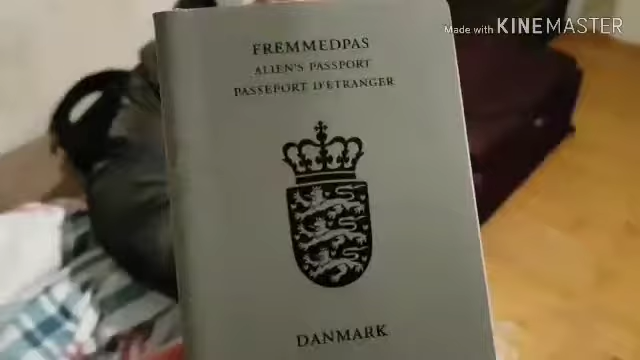 Made with KINEMASTER
FREMMEDPAS
ALIEN'S PASSPORT
PASSEPORT D'ETRANGER
DANMARK